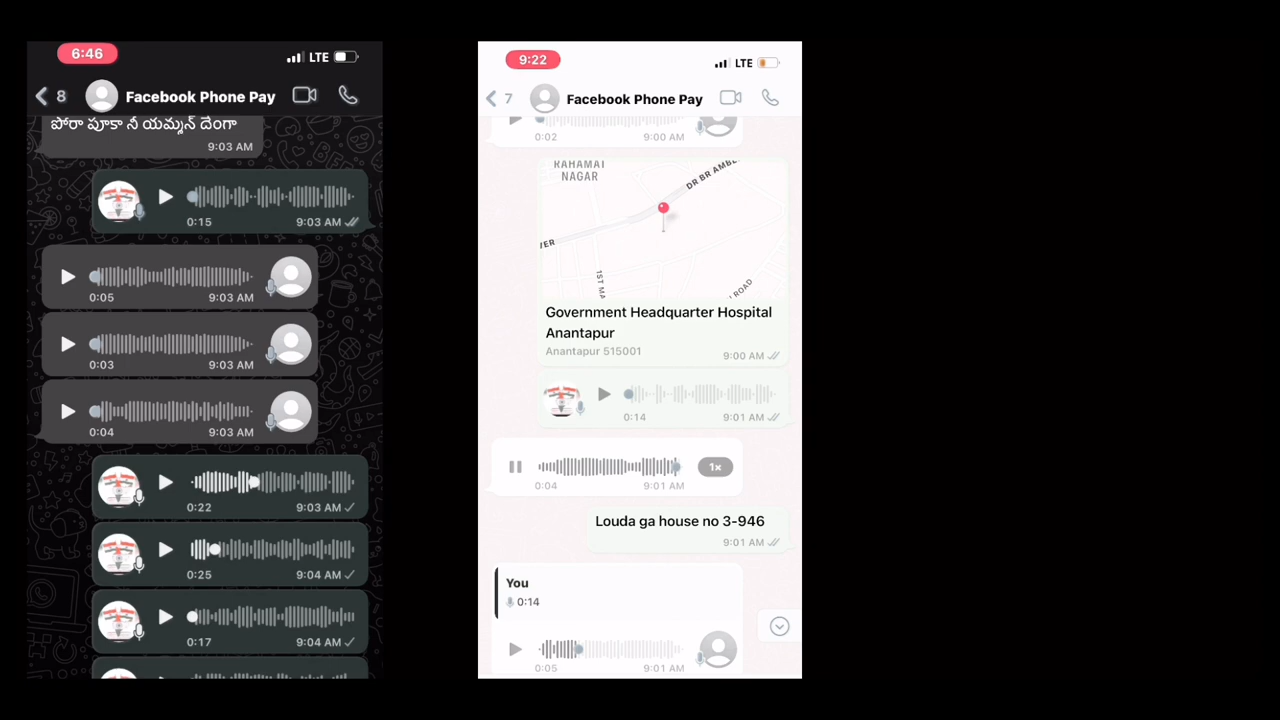 6:46
LTE
8
Facebook Phone Pay
పోరా పూకా నీ యమ్మన్ దేంగా
9:03 AM
0:15
9:03 AM
0:05
9:03 AM
0:03
9:03 AM
0:04
9:03 AM
0:22
9:03 AM
0:25
9:04 AM
0:17
9:04 AM
9:22
LTE
7
Facebook Phone Pay
0:02
9:00 AM
RAHAMAT
NAGAR
DR BR AMBE
ER
1ST MA
ROAD
Government Headquarter Hospital
Anantapur
Anantapur 515001
9:00 AM
0:14
9:01 AM
1×
0:04
9:01 AM
Louda ga house no 3-946
9:01 AM
You
0:14
0:05
9:01 AM